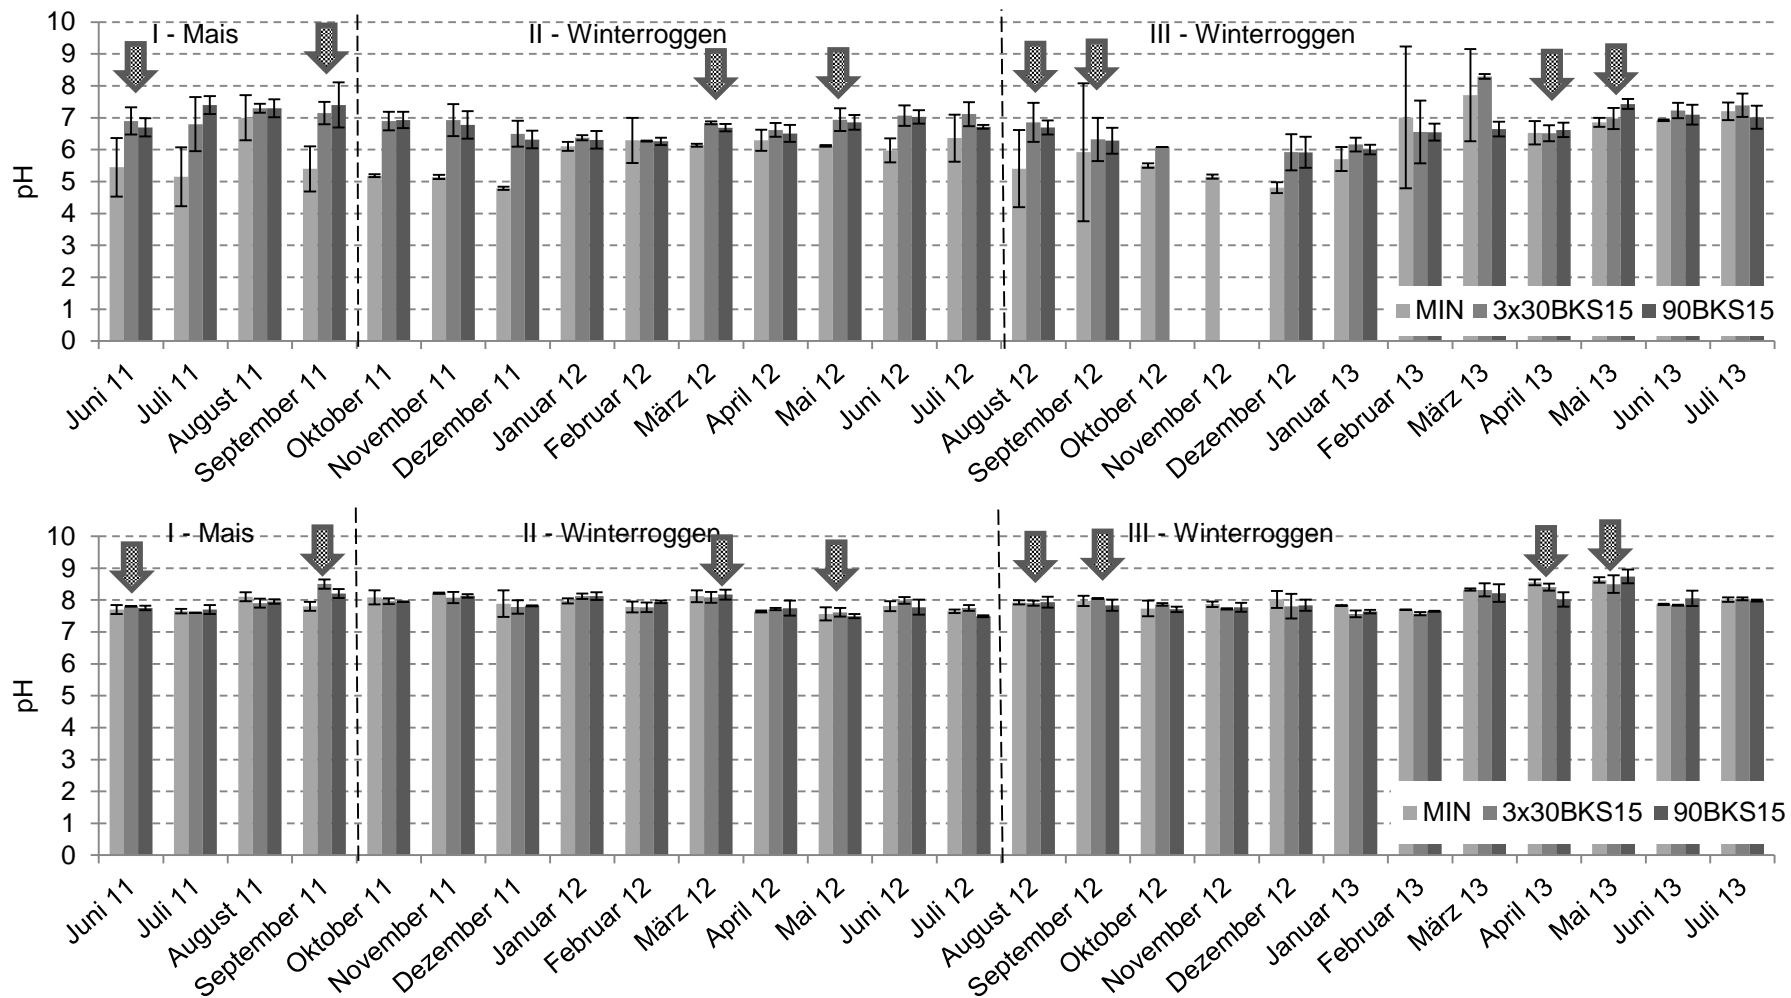 I - Mais II - Winterroggen III - Winterroggen
10
9
8
7
6
5
4
3
2
1
0
pH
MIN 3x30BKS15 90BKS15
Juni 11
Juli 11
August 11
September 11
Oktober 11
November 11
Dezember 11
Januar 12
Februar 12
März 12
April 12
Mai 12
Juni 12
Juli 12
August 12
September 12
Oktober 12
November 12
Dezember 12
Januar 13
Februar 13
März 13
April 13
Mai 13
Juni 13
Juli 13
I - Mais II - Winterroggen III - Winterroggen
10
9
8
7
6
5
4
3
2
1
0
pH
MIN 3x30BKS15 90BKS15
Juni 11
Juli 11
August 11
September 11
Oktober 11
November 11
Dezember 11
Januar 12
Februar 12
März 12
April 12
Mai 12
Juni 12
Juli 12
August 12
September 12
Oktober 12
November 12
Dezember 12
Januar 13
Februar 13
März 13
April 13
Mai 13
Juni 13
Juli 13